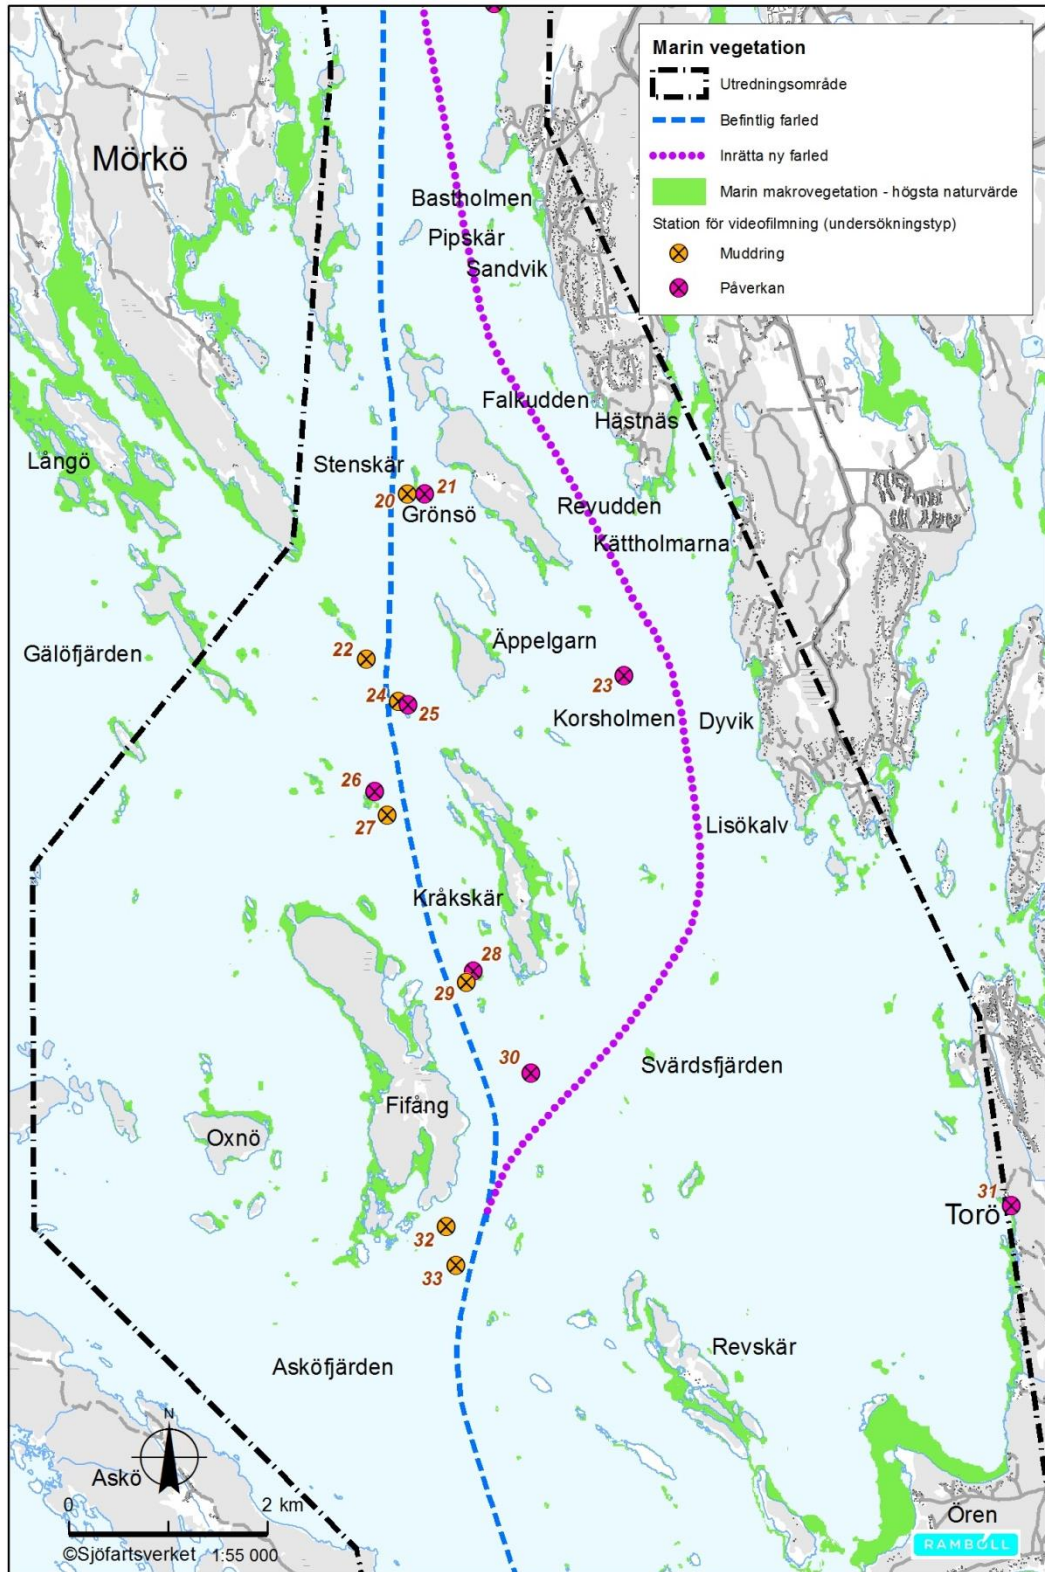 Marin vegetation
Utredningsområde
Befintlig farled
Inrätta ny farled
Marin makrovegetation - högsta naturvärde
Station för videofilmning (undersökningstyp)
Muddring
Påverkan
Mörkö
Bastholmen
Pipskär
Sandvik
Falkudden
Hästnäs
Långö
Stenskär
20
21
Grönsö
Revudden
Kättholmarna
Äppelgarn
Gälöfjärden
22
23
24
25
Korsholmen
Dyvik
26
27
Lisökalv
Kråkskär
28
29
30
Svärdsfjärden
Fifång
Oxnö
31
Torö
32
33
Revskär
Asköfjärden
N
Askö
0 2 km
©Sjöfartsverket 1:55 000
Ören
RAMBOLL